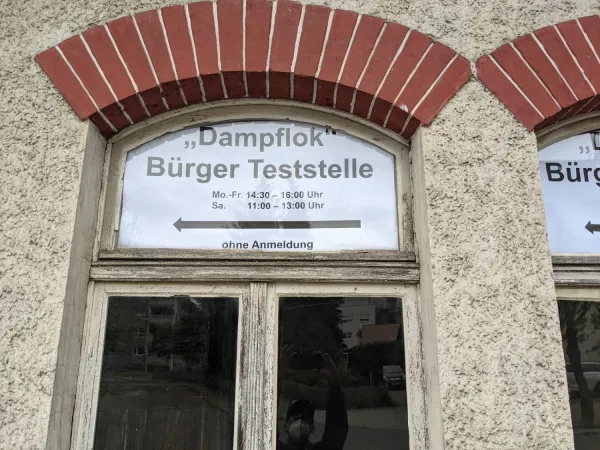 „Dampflok"
Bürger Teststelle
Mo.-Fr. 14:30 – 16:00 Uhr
Sa. 11:00 – 13:00 Uhr
ohne Anmeldung